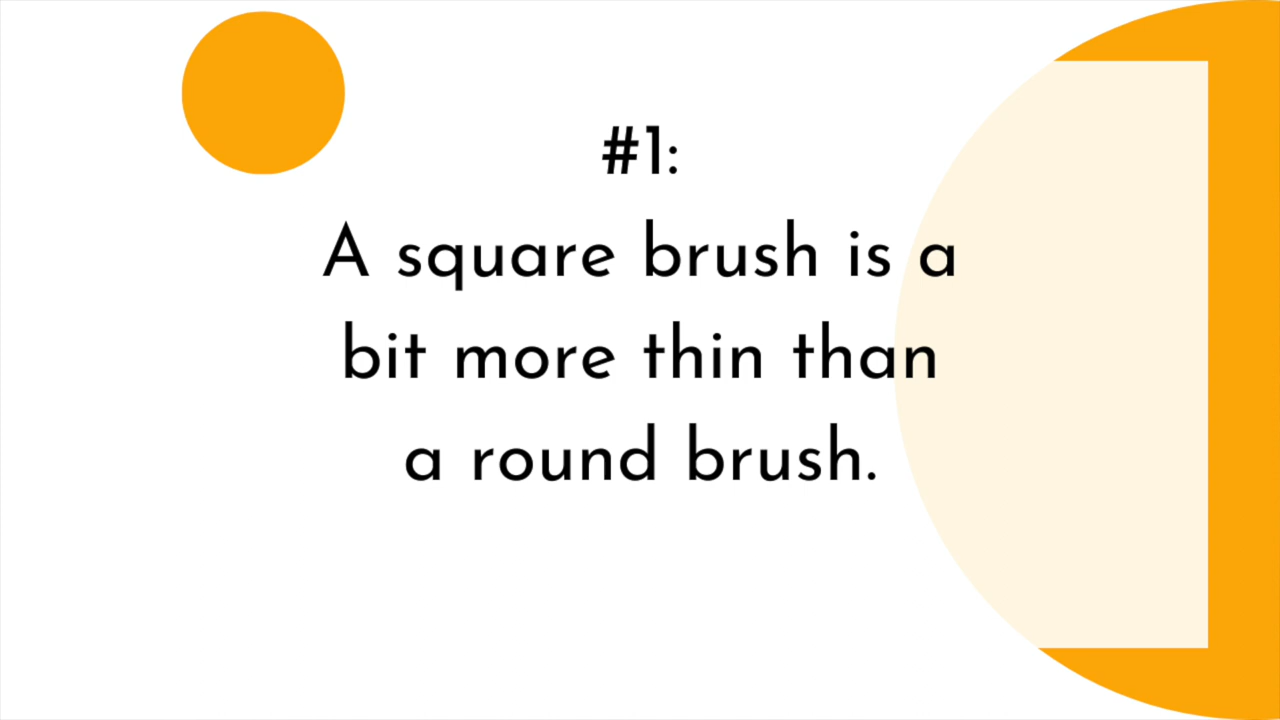 #1:
A square brush is a
bit more thin than
a round brush.